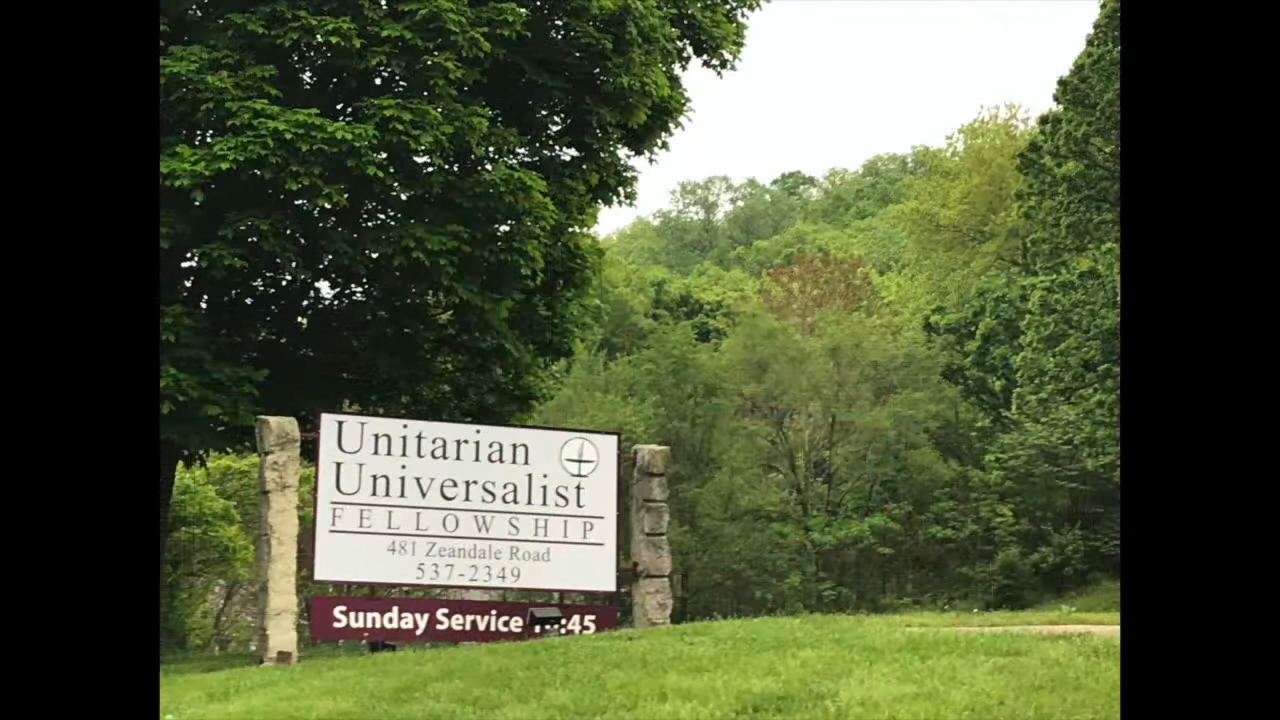 Unitarian
Universalist
FELLOWSHIP
481 Zeandale Road
537-2349
Sunday Service :45